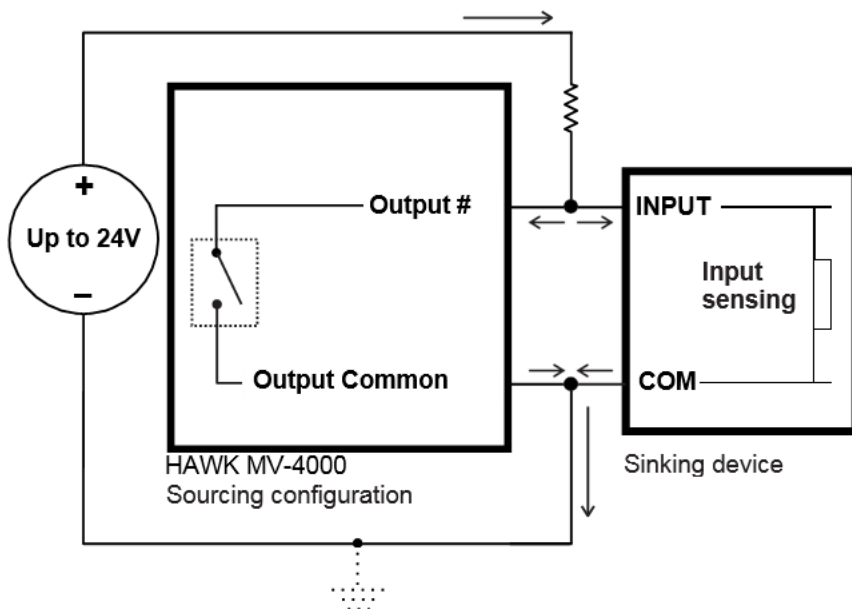 +
Up to 24V
−
Output #
Output Common
INPUT
Input
sensing
COM
HAWK MV-4000
Sourcing configuration
Sinking device